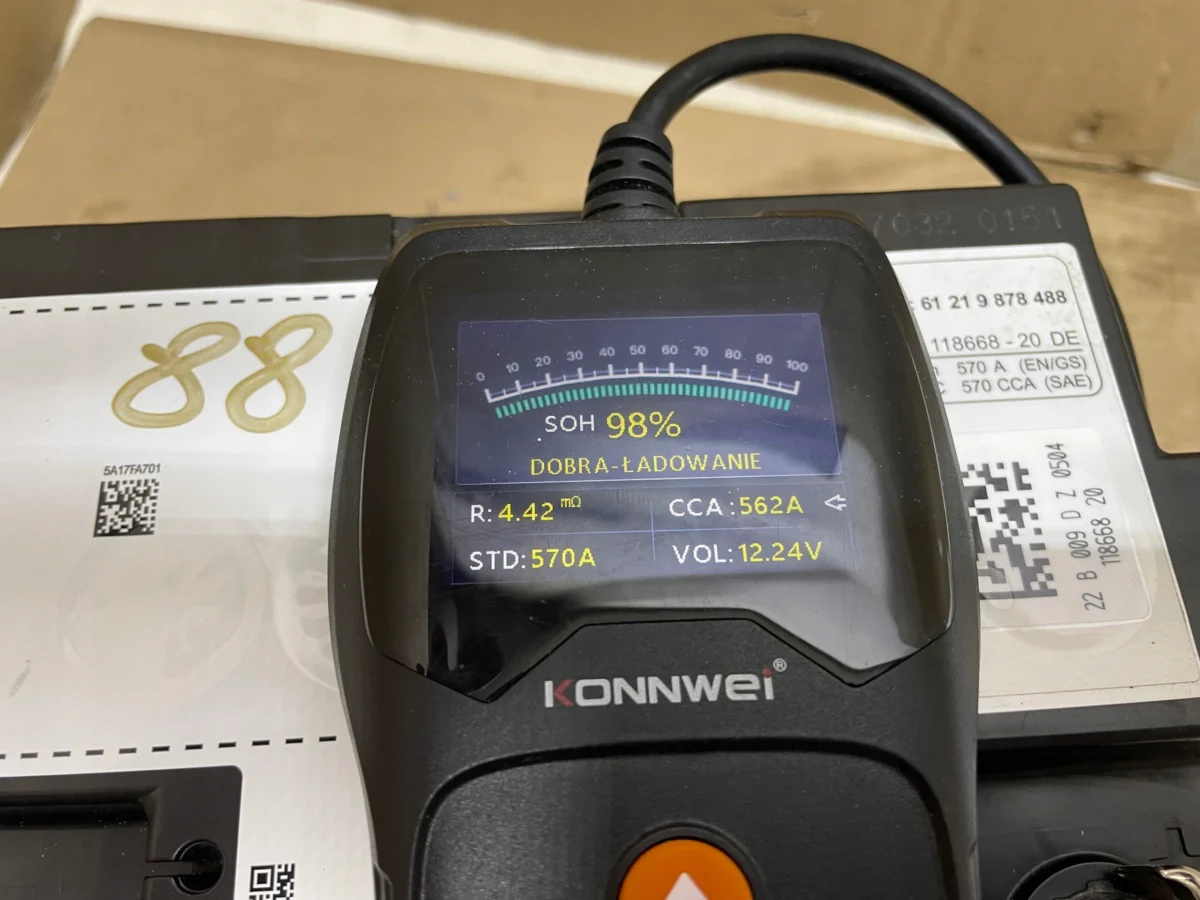 7032 0151
88
5A17FA701
: 61 21 9 878 488
118668 - 20 DE
570 A (EN/GS)
570 CCA (SAE)
22 B 009 D Z 0504
118668 20
0 10 20 30 40 50 60 70 80 90 100
SOH 98%
DOBRA-ŁADOWANIE
R: 4.42 mΩ CCA : 562A
STD: 570A VOL: 12.24V
KONNWEI®